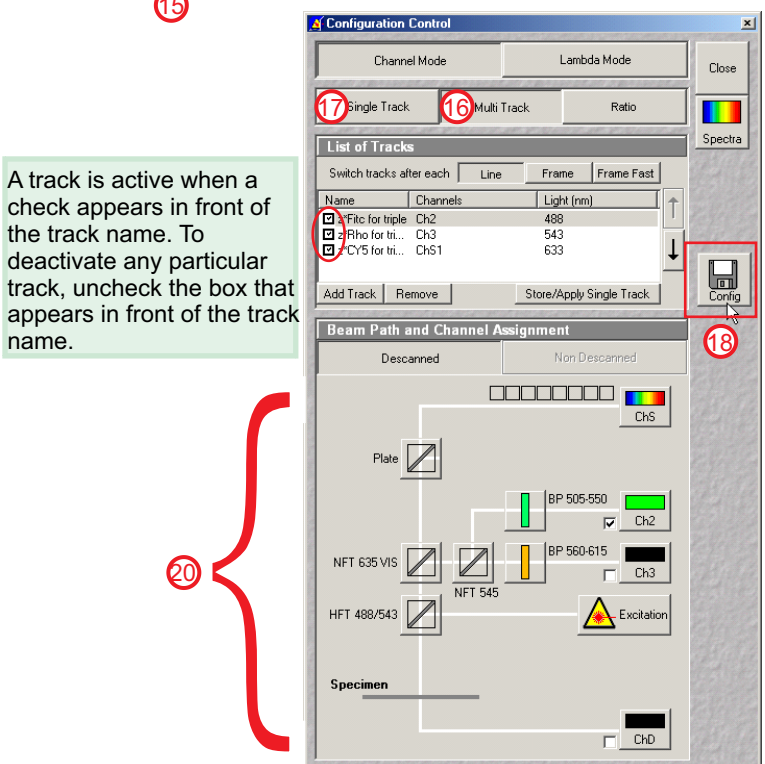 15
Configuration Control
Channel Mode
Lambda Mode
Close
17
Single Track
16
Multi Track
Ratio
Spectra
List of Tracks
Switch tracks after each
Line
Frame
Frame Fast
Name
Channels
Light (nm)
z*Fitc for triple Ch2 488
z*Rho for tri... Ch3 543
z*CY5 for tri... ChS1 633
Add Track
Remove
Store/Apply Single Track
Config
18
A track is active when a
check appears in front of
the track name. To
deactivate any particular
track, uncheck the box that
appears in front of the track
name.
Beam Path and Channel Assignment
Descanned
Non Descanned
ChS
Plate
BP 505-550
Ch2
NFT 635 VIS
NFT 545
BP 560-615
Ch3
HFT 488/543
Excitation
20
Specimen
ChD